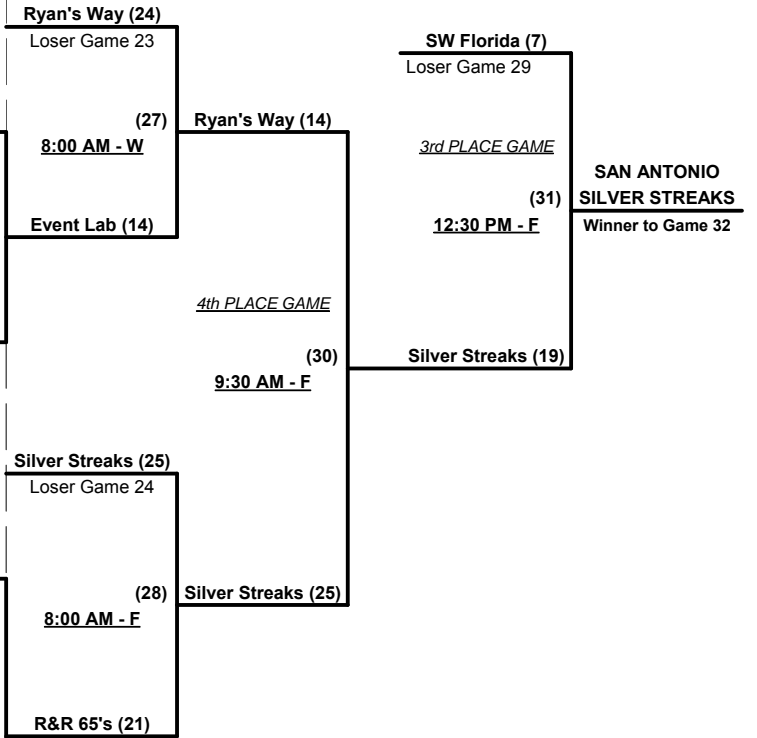 Ryan's Way (24)
Loser Game 23
SW Florida (7)
Loser Game 29
(27)
Ryan's Way (14)
8:00 AM - W
3rd PLACE GAME
SAN ANTONIO
(31)
SILVER STREAKS
Event Lab (14)
12:30 PM - F
Winner to Game 32
4th PLACE GAME
(30)
Silver Streaks (19)
9:30 AM - F
Silver Streaks (25)
Loser Game 24
(28)
Silver Streaks (25)
8:00 AM - F
R&R 65's (21)